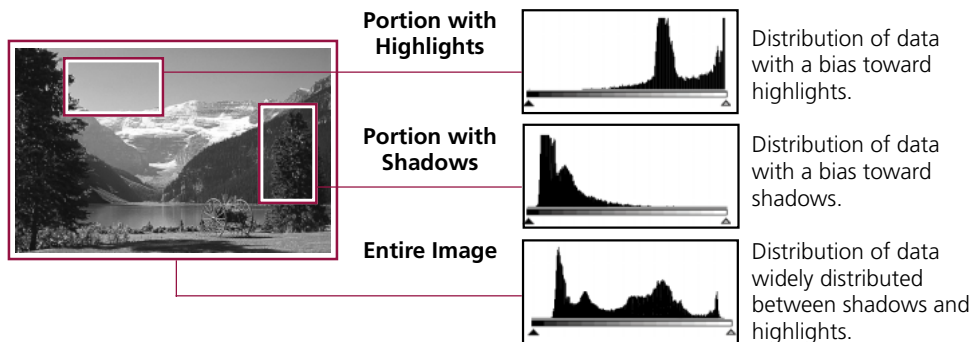 Portion with
Highlights
Distribution of data
with a bias toward
highlights.
Portion with
Shadows
Distribution of data
with a bias toward
shadows.
Entire Image
Distribution of data
widely distributed
between shadows and
highlights.